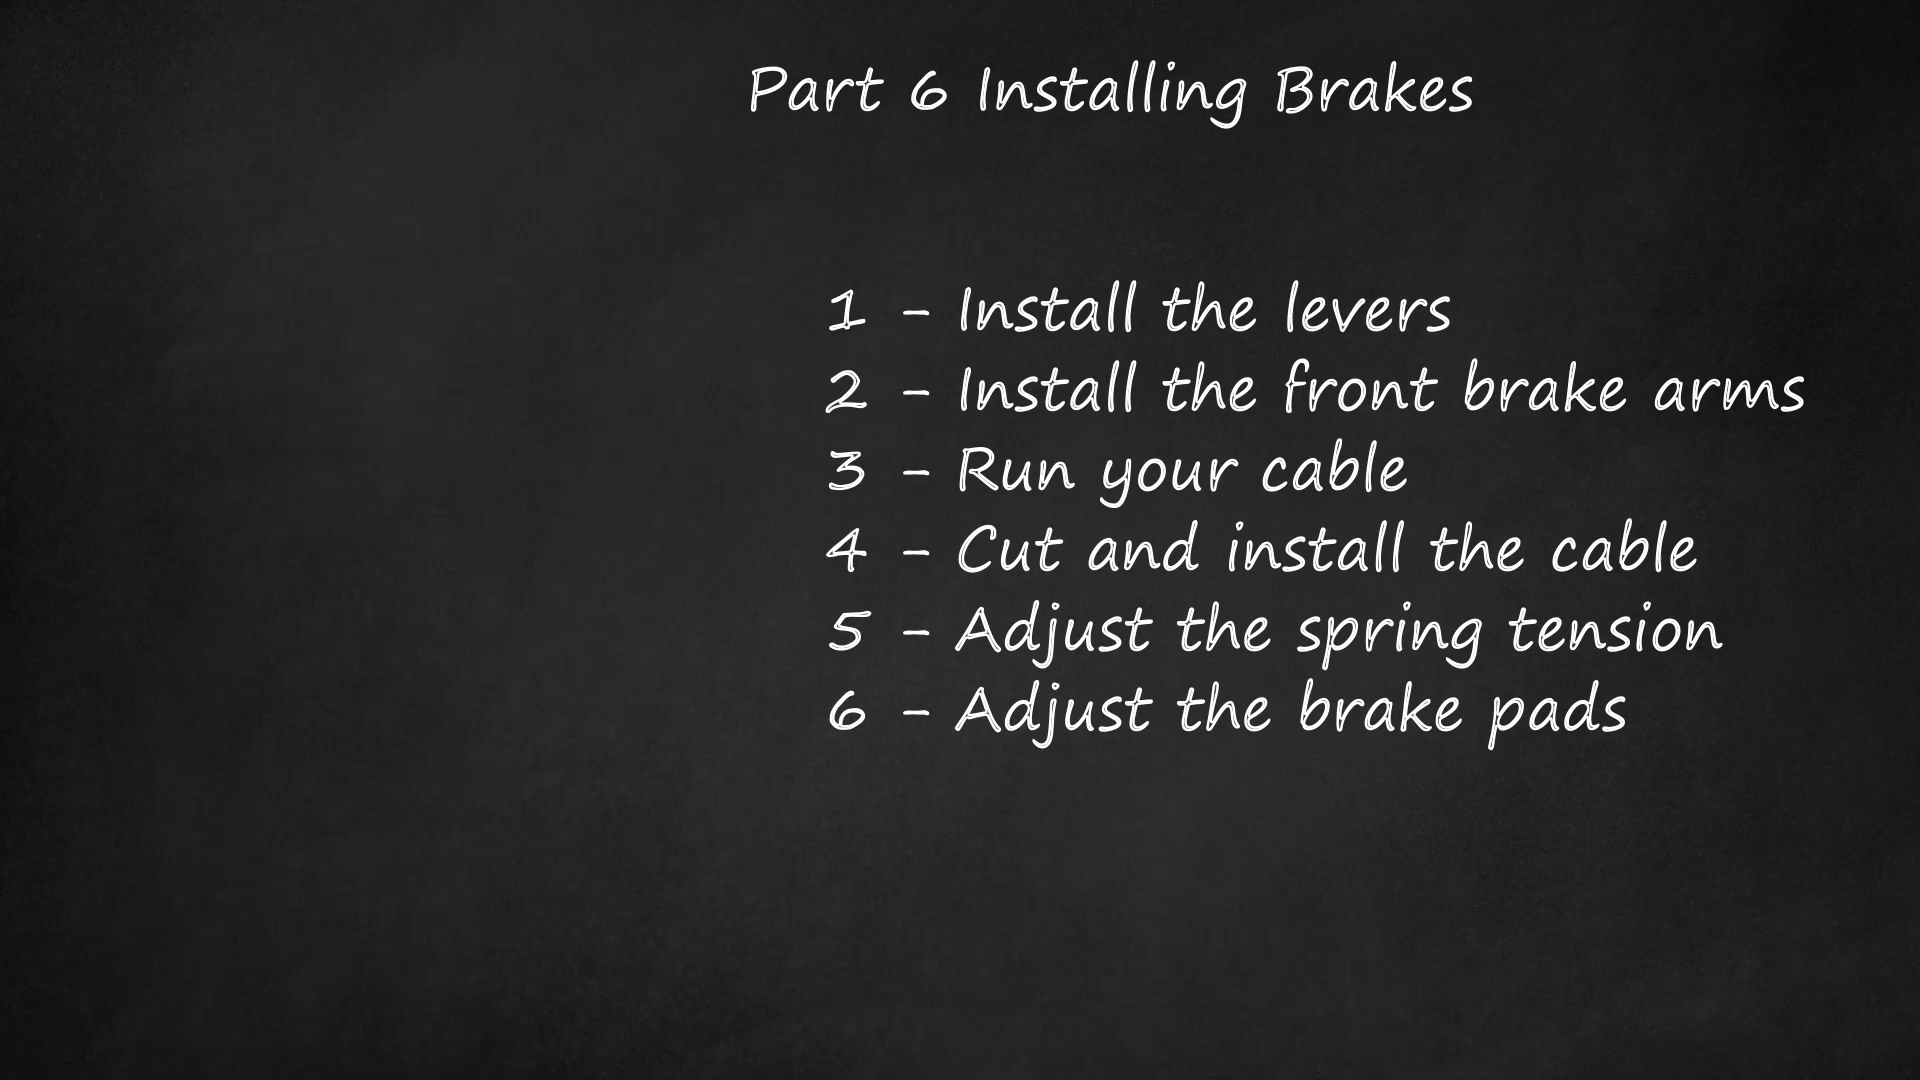 Part 6 Installing Brakes
1 - Install the levers
2 - Install the front brake arms
3 - Run your cable
4 - Cut and install the cable
5 - Adjust the spring tension
6 - Adjust the brake pads